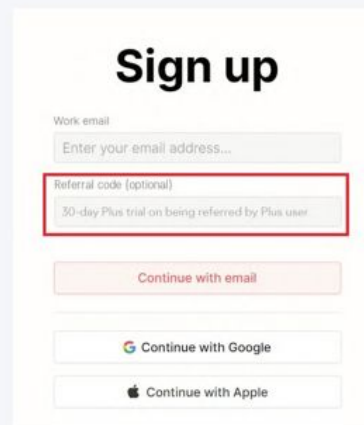 Sign up
Work email
Enter your email address...
Referral code (optional)
30-day Plus trial on being referred by Plus user
Continue with email
Continue with Google
Continue with Apple